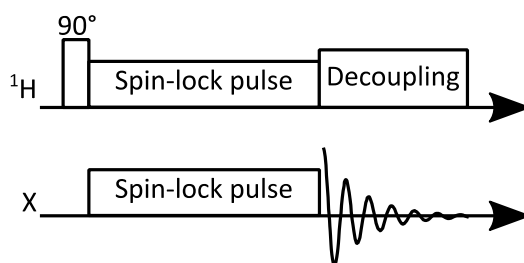 90°
¹H
Spin-lock pulse
Decoupling
X
Spin-lock pulse